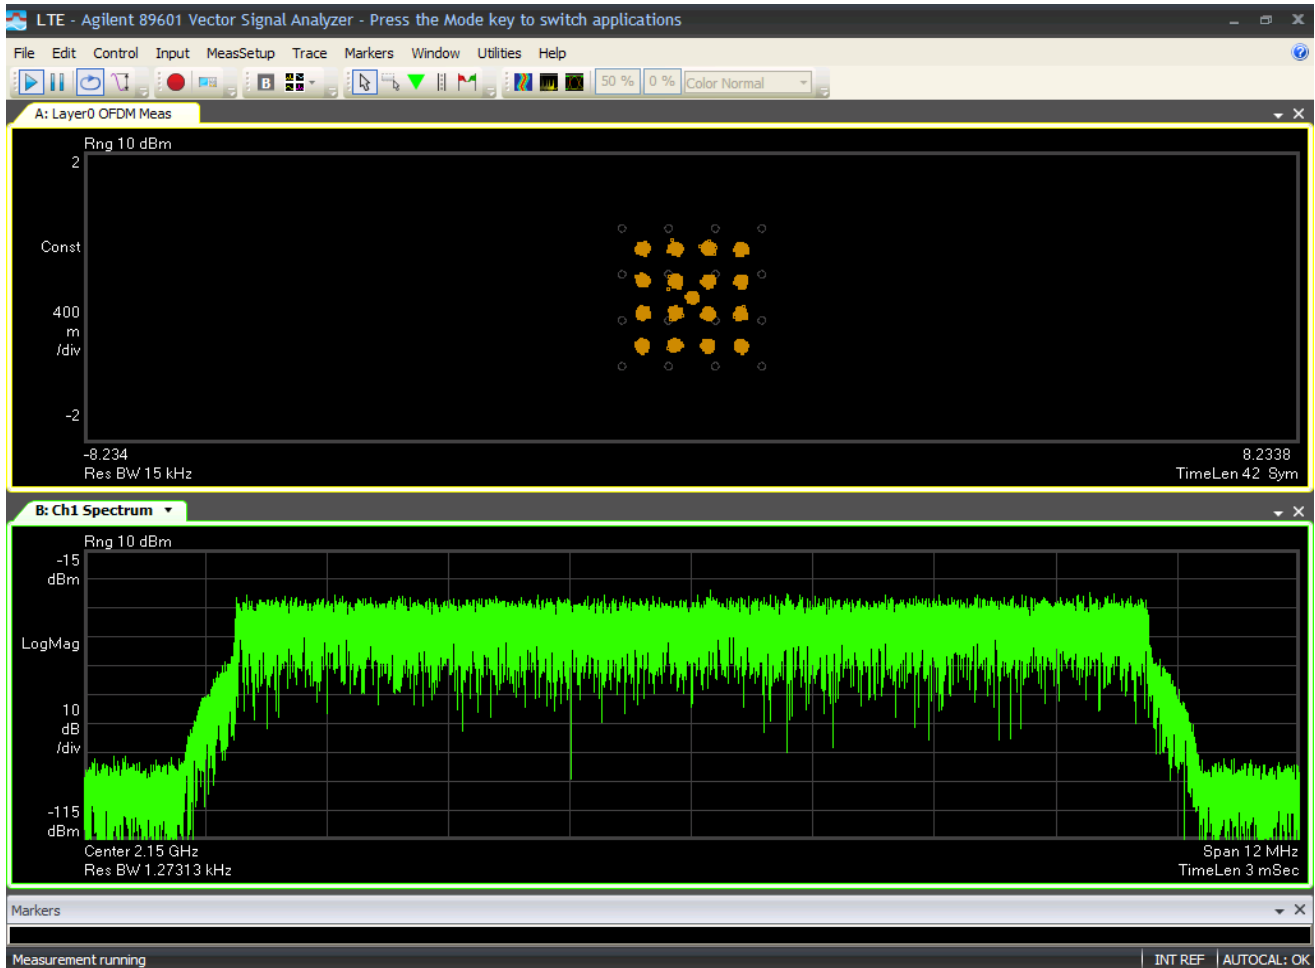 LTE - Agilent 89601 Vector Signal Analyzer - Press the Mode key to switch applications
File Edit Control Input MeasSetup Trace Markers Window Utilities Help
B 50 % 0 % Color Normal
A: Layer0 OFDM Meas
Rng 10 dBm
2
Const
400
m
/div
-2
-8.234 8.2338
Res BW 15 kHz TimeLen 42 Sym
B: Ch1 Spectrum
Rng 10 dBm
-15
dBm
LogMag
10
dB
/div
-115
dBm
Center 2.15 GHz Span 12 MHz
Res BW 1.27313 kHz TimeLen 3 mSec
Markers
Measurement running INT REF AUTOCAL: OK